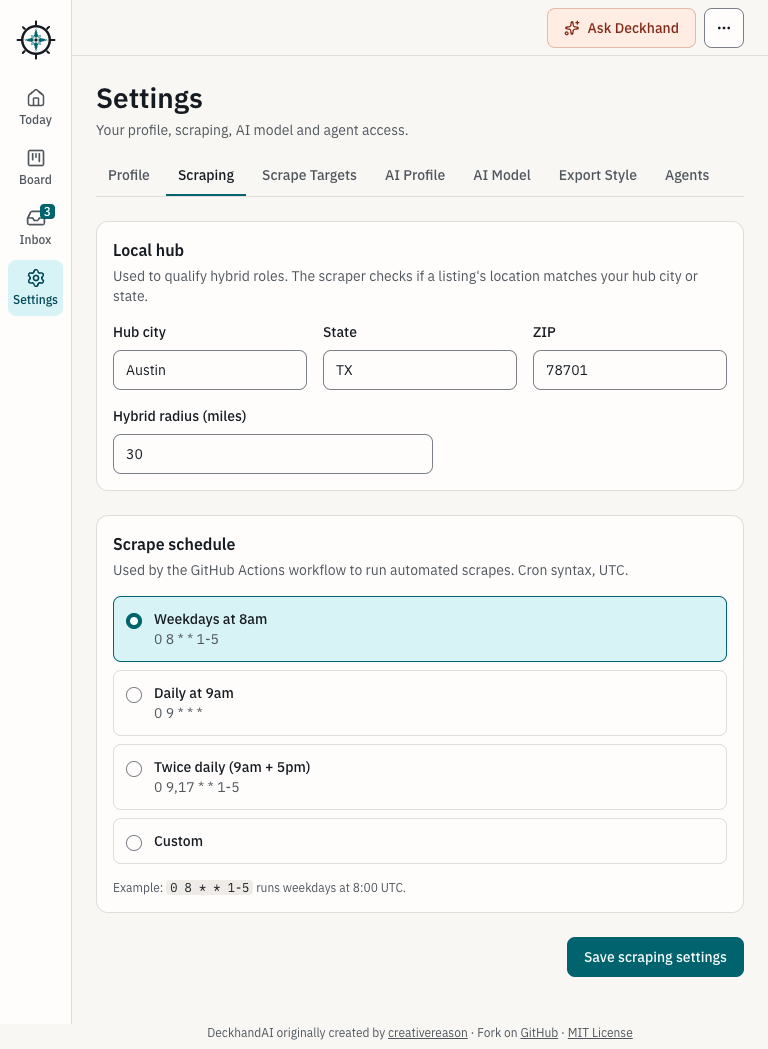 Ask Deckhand
Today
Board
3
Inbox
Settings
Settings
Your profile, scraping, AI model and agent access.
Profile
Scraping
Scrape Targets
AI Profile
AI Model
Export Style
Agents
Local hub
Used to qualify hybrid roles. The scraper checks if a listing's location matches your hub city or
state.
Hub city
State
ZIP
Austin
TX
78701
Hybrid radius (miles)
30
Scrape schedule
Used by the GitHub Actions workflow to run automated scrapes. Cron syntax, UTC.
Weekdays at 8am
0 8 * * 1-5
Daily at 9am
0 9 * * *
Twice daily (9am + 5pm)
0 9,17 * * 1-5
Custom
Example: 0 8 * * 1-5 runs weekdays at 8:00 UTC.
Save scraping settings
DeckhandAI originally created by creativereason · Fork on GitHub · MIT License